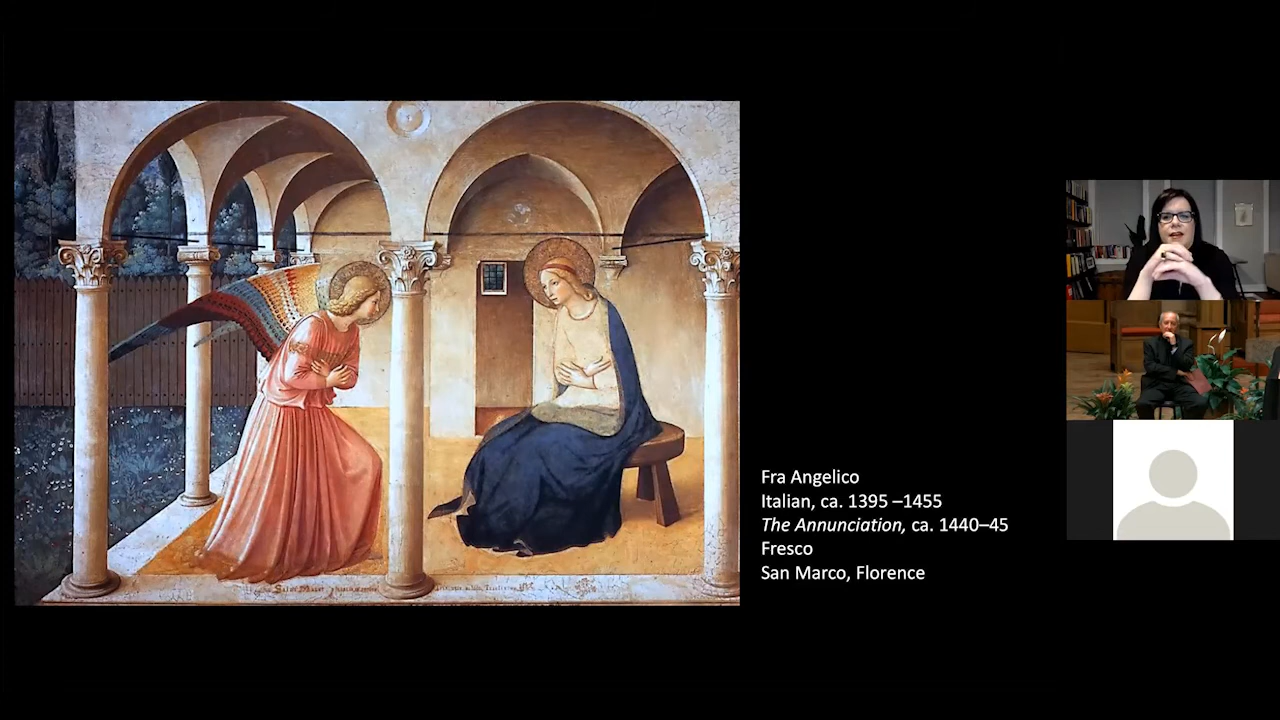 Fra Angelico
Italian, ca. 1395 –1455
The Annunciation, ca. 1440–45
Fresco
San Marco, Florence